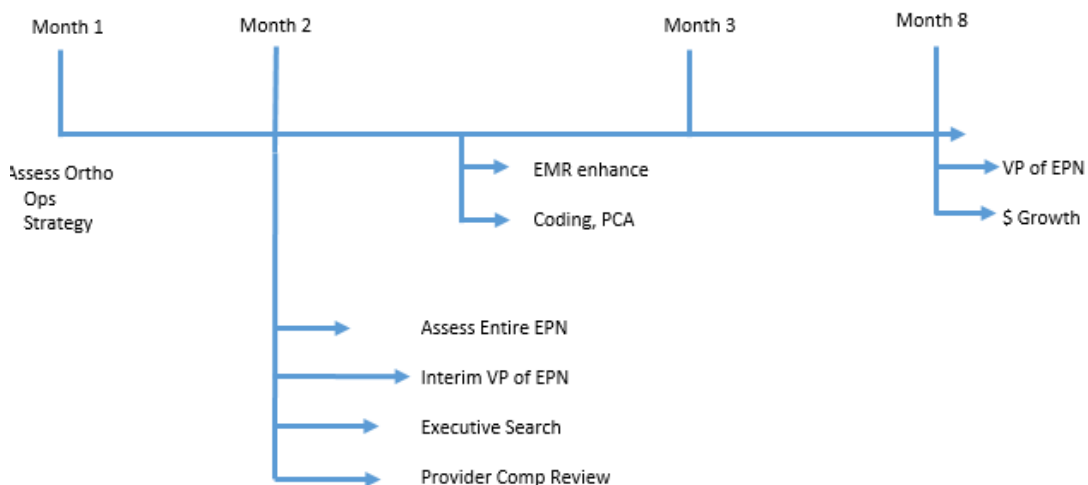 Month 1
Month 2
Month 3
Month 8
Assess Ortho
Ops
Strategy
EMR enhance
Coding, PCA
VP of EPN
$ Growth
Assess Entire EPN
Interim VP of EPN
Executive Search
Provider Comp Review